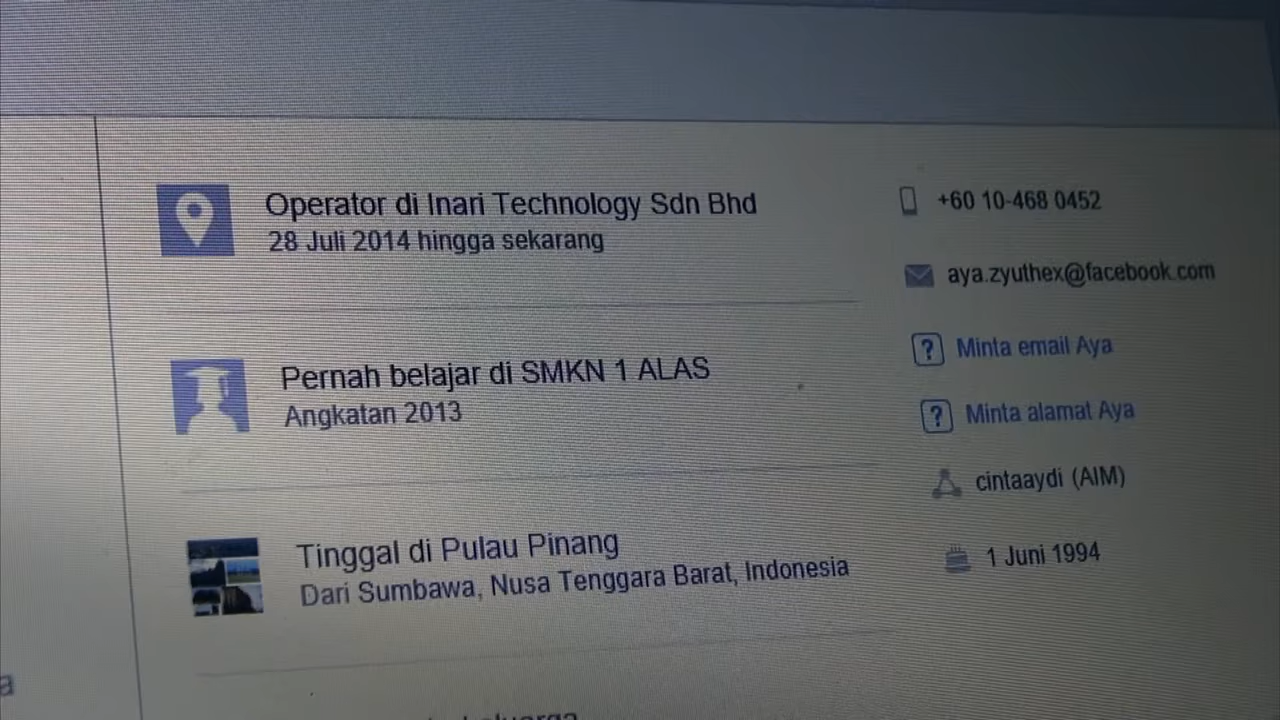 Operator di Inari Technology Sdn Bhd
28 Juli 2014 hingga sekarang
Pernah belajar di SMKN 1 ALAS
Angkatan 2013
Tinggal di Pulau Pinang
Dari Sumbawa, Nusa Tenggara Barat, Indonesia
+60 10-468 0452
aya.zyuthex@facebook.com
? Minta email Aya
? Minta alamat Aya
cintaaydi (AIM)
1 Juni 1994
a